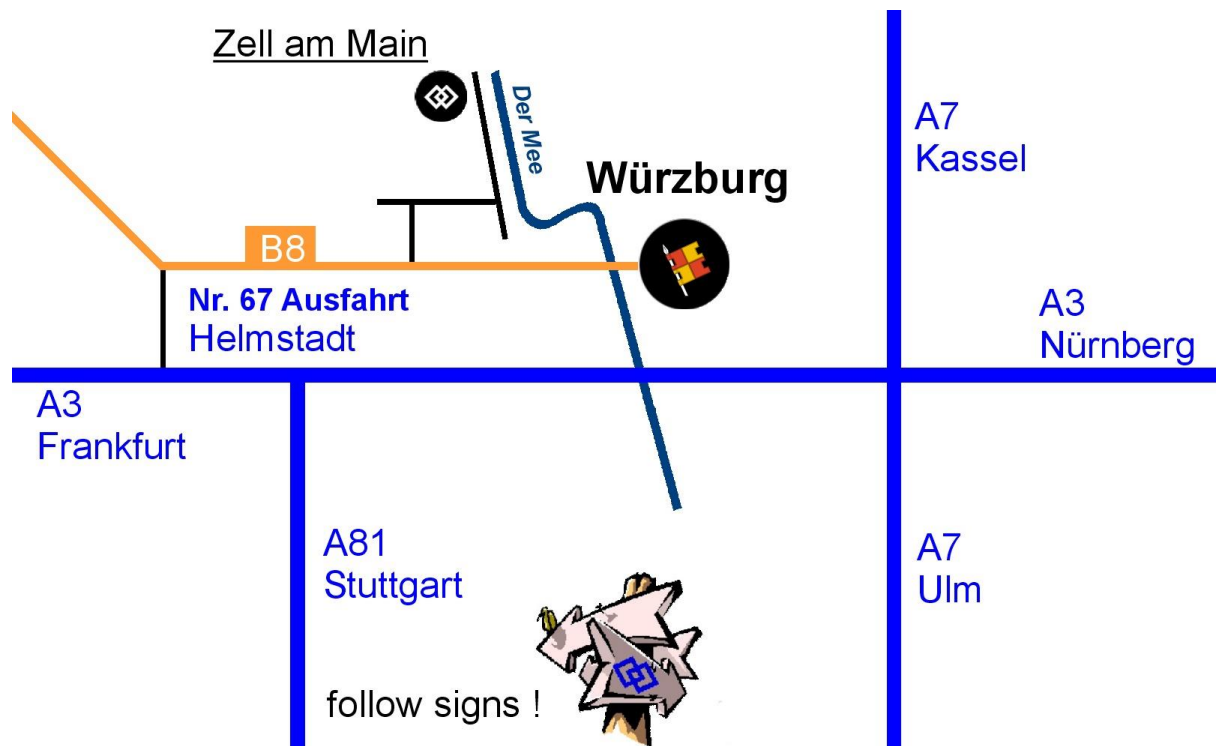 Zell am Main
Der Mee
A7
Kassel
Würzburg
B8
Nr. 67 Ausfahrt
Helmstadt
A3
Nürnberg
A3
Frankfurt
A81
Stuttgart
A7
Ulm
follow signs !